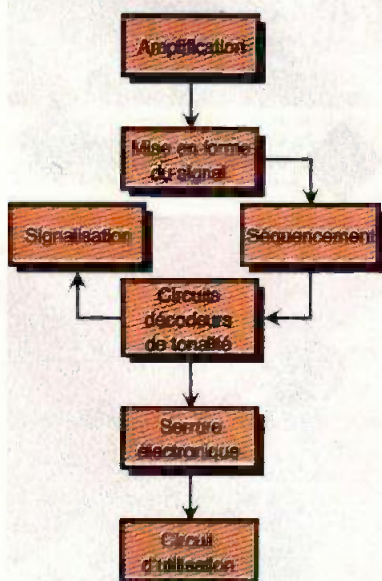 Amplification
Mise en forme
du signal
Signalisation
Séquencement
Circuits
décodeurs
de tonalité
Serrure
électronique
Circuit
d'utilisation